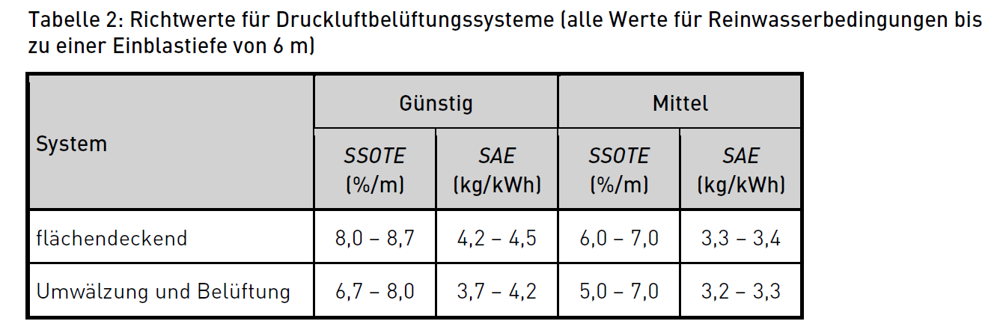 Tabelle 2: Richtwerte für Druckluftbelüftungssysteme (alle Werte für Reinwasserbedingungen bis
zu einer Einblastiefe von 6 m)
System
Günstig
Mittel
SSOTE
(%/m)
SAE
(kg/kWh)
SSOTE
(%/m)
SAE
(kg/kWh)
flächendeckend
8,0 – 8,7
4,2 – 4,5
6,0 – 7,0
3,3 – 3,4
Umwälzung und Belüftung
6,7 – 8,0
3,7 – 4,2
5,0 – 7,0
3,2 – 3,3